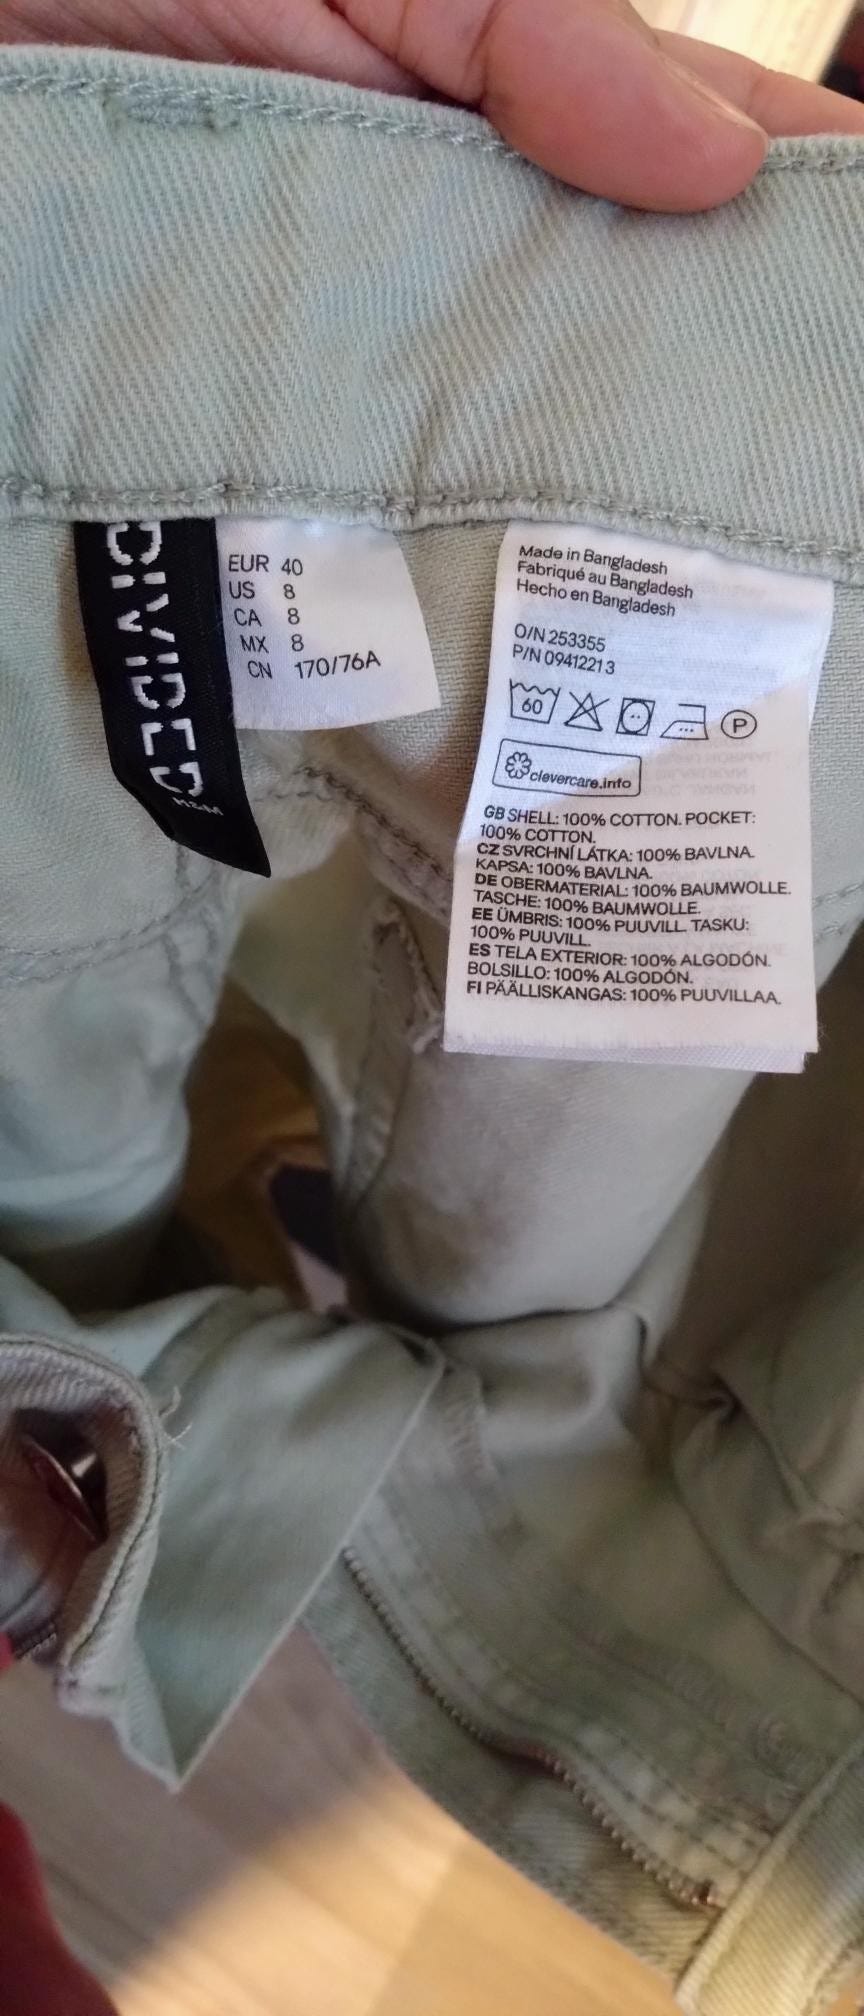 DIVIDED
H&M
EUR 40
US 8
CA 8
MX 8
CN 170/76A
Made in Bangladesh
Fabriqué au Bangladesh
Hecho en Bangladesh
O/N 253355
P/N 09412213
60
P
clevercare.info
GB SHELL: 100% COTTON. POCKET:
100% COTTON.
CZ SVRCHNÍ LÁTKA: 100% BAVLNA.
KAPSA: 100% BAVLNA.
DE OBERMATERIAL: 100% BAUMWOLLE.
TASCHE: 100% BAUMWOLLE.
EE ÜMBRIS: 100% PUUVILL. TASKU:
100% PUUVILL.
ES TELA EXTERIOR: 100% ALGODÓN.
BOLSILLO: 100% ALGODÓN.
FI PÄÄLLISKANGAS: 100% PUUVILLAA.